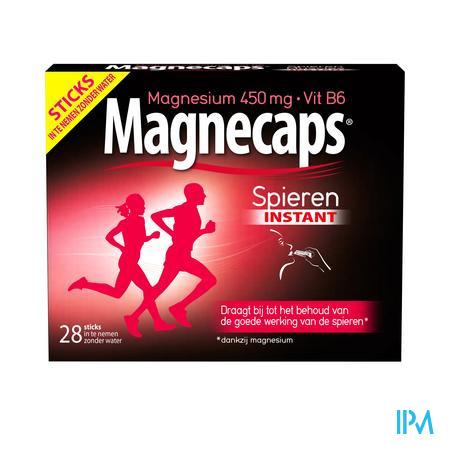 STICKS
IN TE NEMEN ZONDER WATER
Magnesium 450 mg • Vit B6
Magnecaps®
Spieren
INSTANT
Draagt bij tot het behoud van
de goede werking van de spieren*
*dankzij magnesium
28 sticks
in te nemen
zonder water
IPM